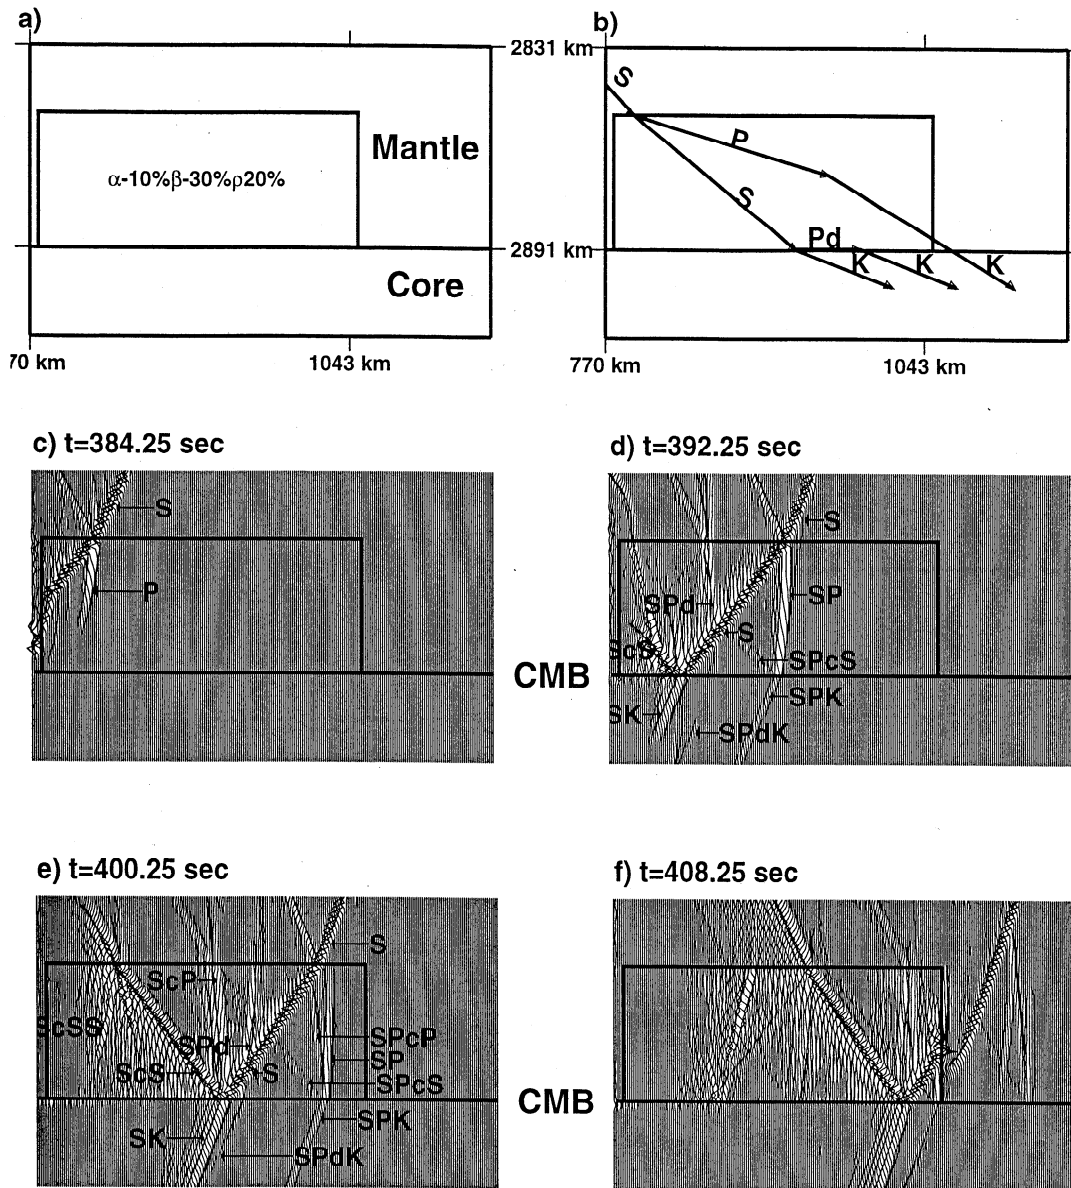 a)
b)
2831 km
Mantle
α-10%β-30%ρ20%
2891 km
Core
70 km
1043 km
S
P
S
Pd
K
K
K
770 km
1043 km
c) t=384.25 sec
S
P
d) t=392.25 sec
S
SPd
SP
S
ScS
SPcS
SK
SPK
SPdK
CMB
e) t=400.25 sec
S
ScP
ScSS
SPcP
SPd
SP
ScS
S
SPcS
SPK
SK
SPdK
CMB
f) t=408.25 sec